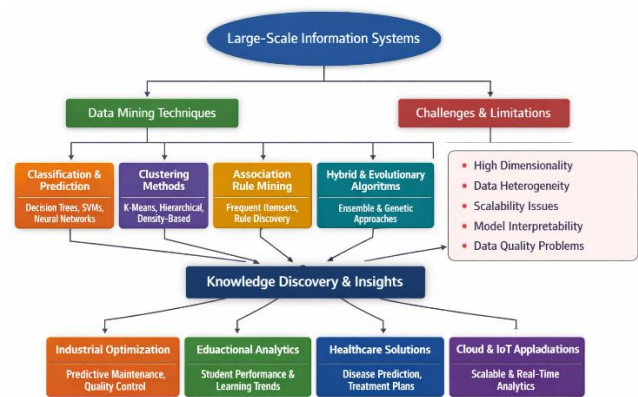 Large-Scale Information Systems
Data Mining Techniques
Challenges & Limitations
Classification &
Prediction
Decision Trees, SVMs,
Neural Networks
Clustering
Methods
K-Means, Hierarchical,
Density-Based
Association
Rule Mining
Frequent Itemsets,
Rule Discovery
Hybrid & Evolutionary
Algoritms
Ensemble & Genetic
Approaches
• High Dimensionality
• Data Heterogeneity
• Scalability Issues
• Model Interpretability
• Data Quality Problems
Knowledge Discovery & Insights
Industrial Optimization
Predictive Maintenance,
Quality Control
Eduactional Analytics
Student Performance &
Learning Trends
Healthcare Solutions
Disease Prediction,
Treatment Plans
Cloud & IoT Appladuations
Scalable & Real-Time
Analytics